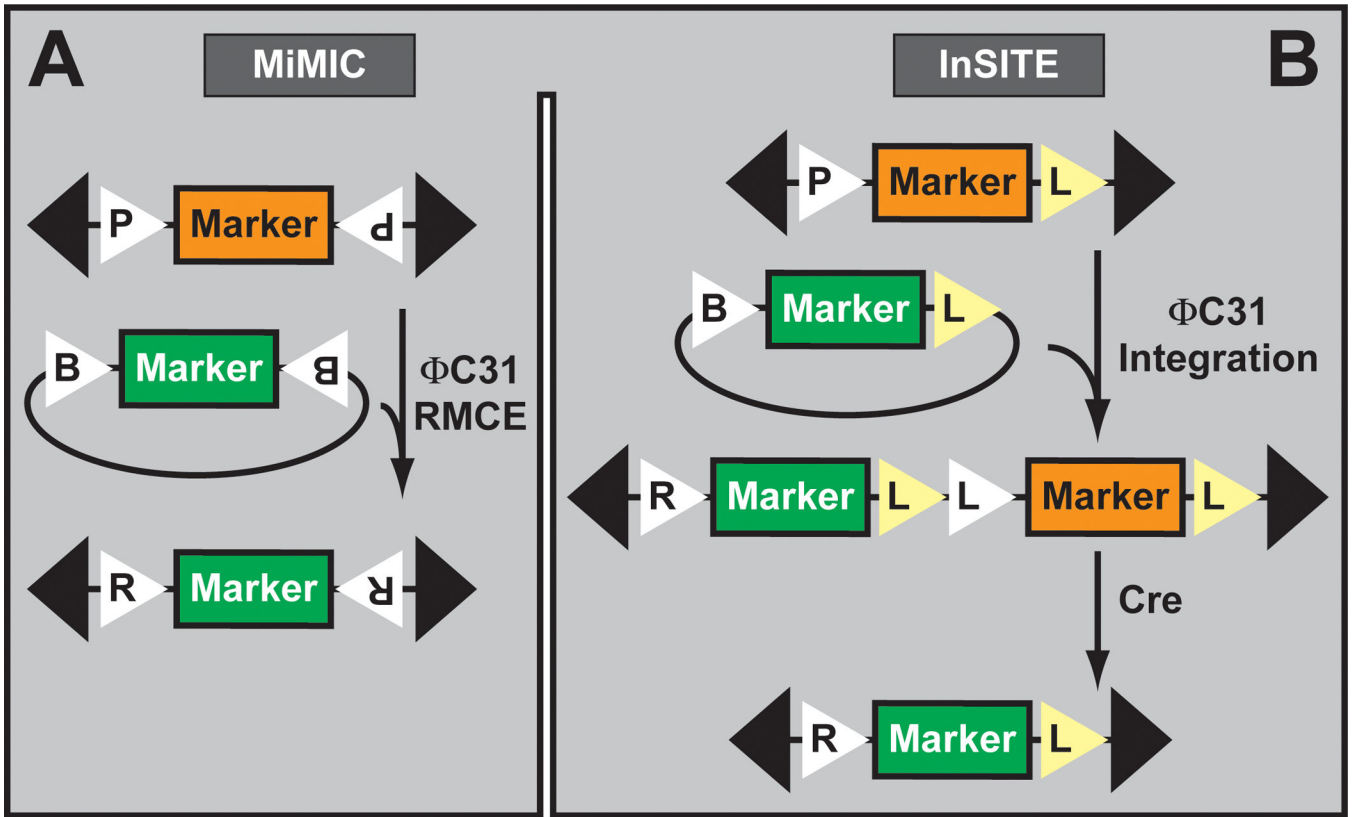 A
MiMIC
P Marker P
B Marker B
ΦC31
RMCE
R Marker R
InSITE
B
P Marker L
B Marker L
ΦC31
Integration
R Marker L L Marker L
Cre
R Marker L